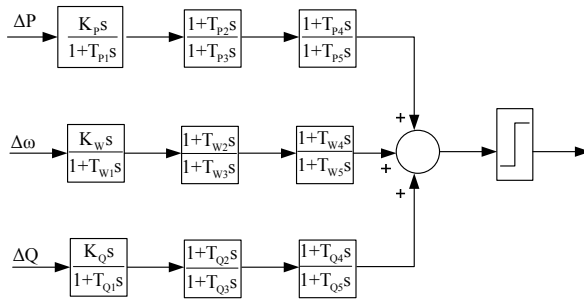 ΔP
K_P s
1+T_P1 s
1+T_P2 s
1+T_P3 s
1+T_P4 s
1+T_P5 s
+
Δω
K_W s
1+T_W1 s
1+T_W2 s
1+T_W3 s
1+T_W4 s
1+T_W5 s
+
+
ΔQ
K_Q s
1+T_Q1 s
1+T_Q2 s
1+T_Q3 s
1+T_Q4 s
1+T_Q5 s